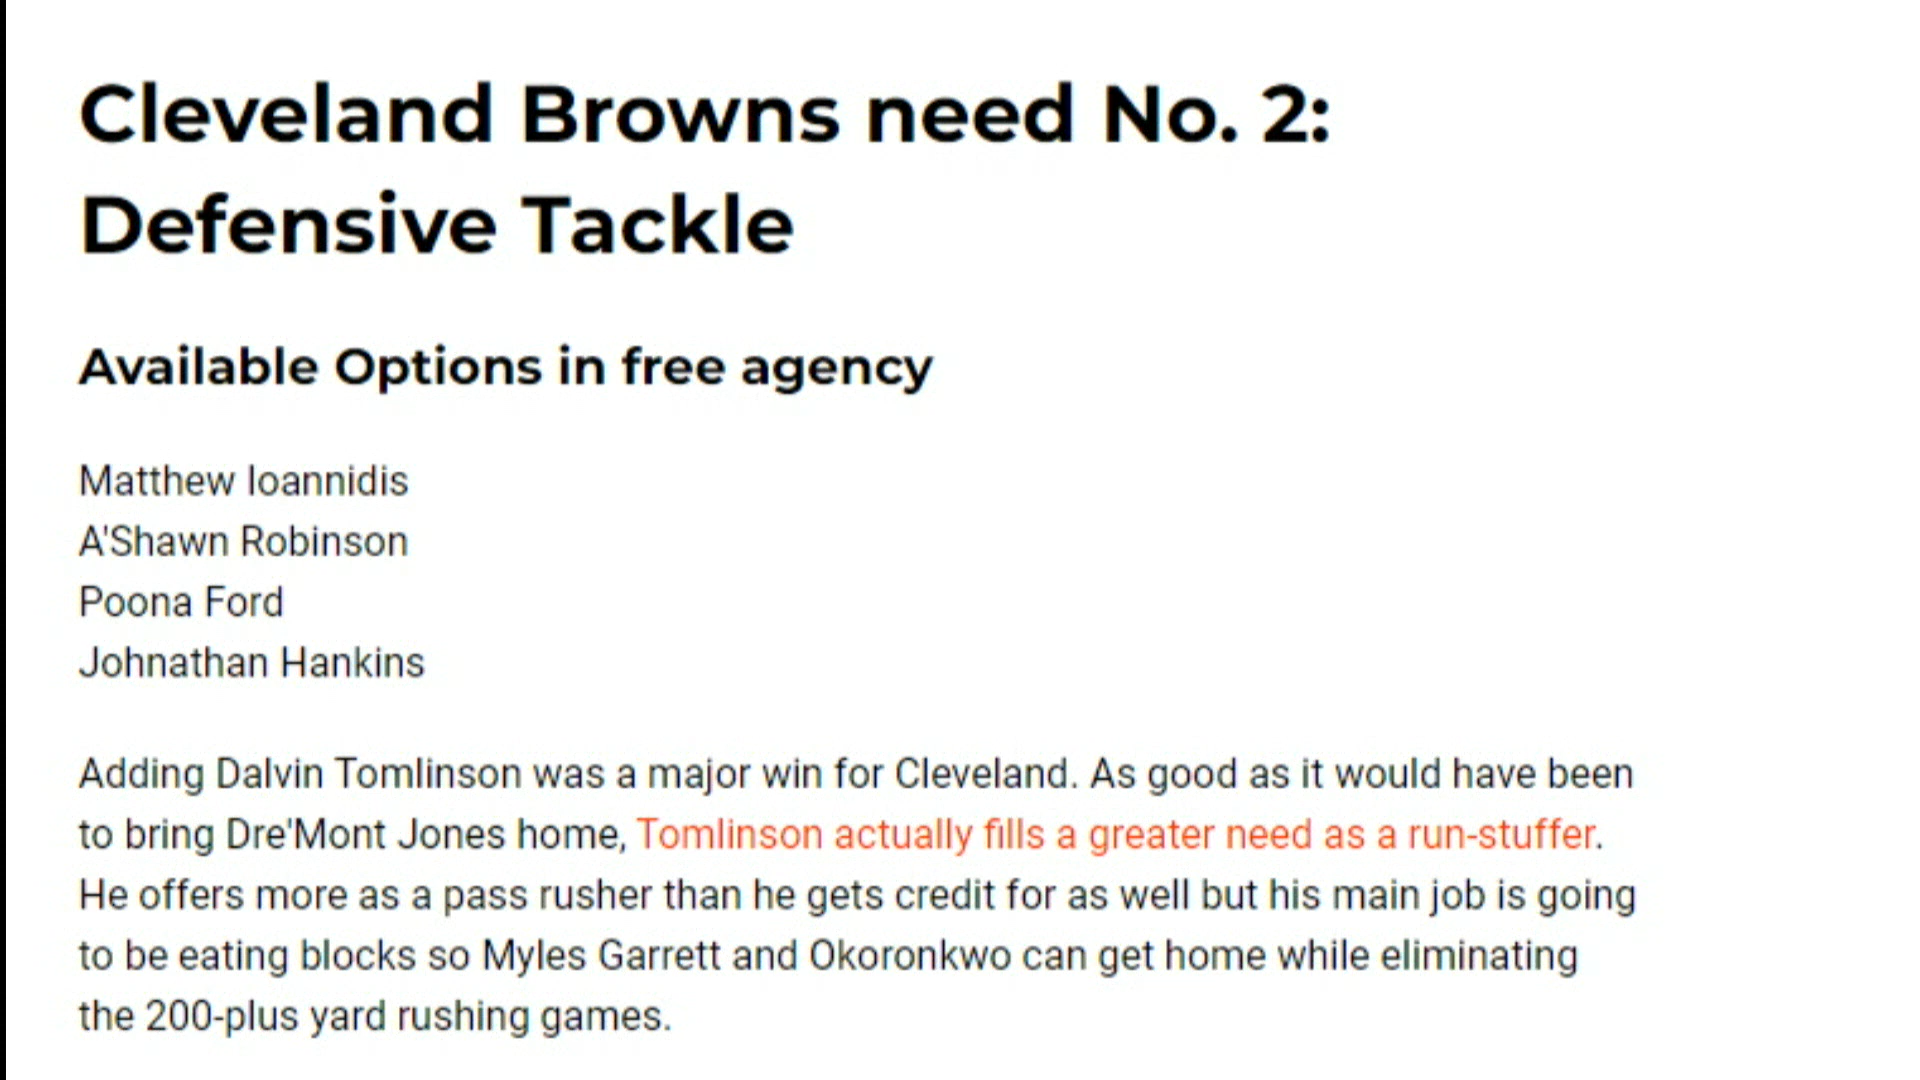 Cleveland Browns need No. 2:
Defensive Tackle
Available Options in free agency
Matthew Ioannidis
A'Shawn Robinson
Poona Ford
Johnathan Hankins
Adding Dalvin Tomlinson was a major win for Cleveland. As good as it would have been
to bring Dre'Mont Jones home, Tomlinson actually fills a greater need as a run-stuffer.
He offers more as a pass rusher than he gets credit for as well but his main job is going
to be eating blocks so Myles Garrett and Okoronkwo can get home while eliminating
the 200-plus yard rushing games.